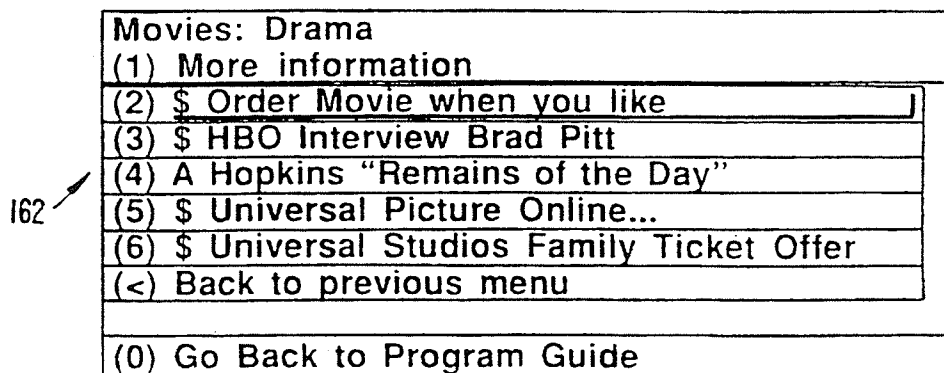 Movies: Drama
(1) More information
(2) $ Order Movie when you like
(3) $ HBO Interview Brad Pitt
(4) A Hopkins “Remains of the Day”
162
(5) $ Universal Picture Online...
(6) $ Universal Studios Family Ticket Offer
(<) Back to previous menu
(0) Go Back to Program Guide